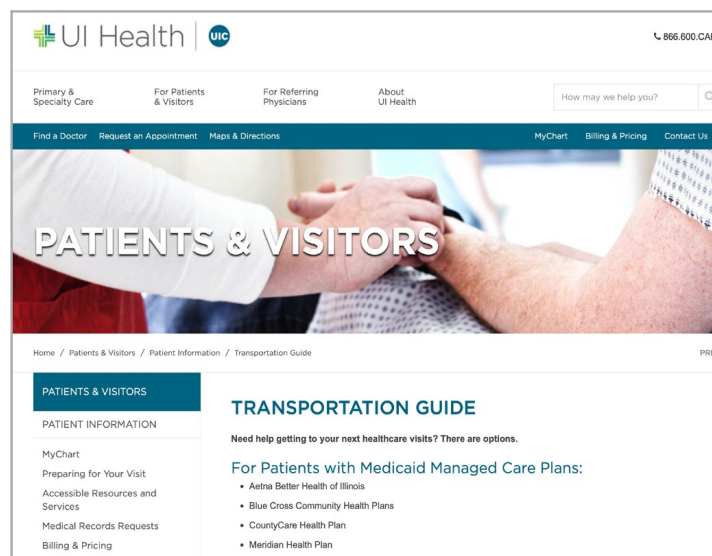 UI Health UIC
866.600.
Primary &
Specialty Care
For Patients
& Visitors
For Referring
Physicians
About
UI Health
How may we help you?
Find a Doctor Request an Appointment Maps & Directions MyChart Billing & Pricing Contact Us
PATIENTS & VISITORS
Home / Patients & Visitors / Patient Information / Transportation Guide
PATIENTS & VISITORS
PATIENT INFORMATION
MyChart
Preparing for Your Visit
Accessible Resources and
Services
Medical Records Requests
Billing & Pricing
TRANSPORTATION GUIDE
Need help getting to your next healthcare visits? There are options.
For Patients with Medicaid Managed Care Plans:
• Aetna Better Health of Illinois
• Blue Cross Community Health Plans
• CountyCare Health Plan
• Meridian Health Plan